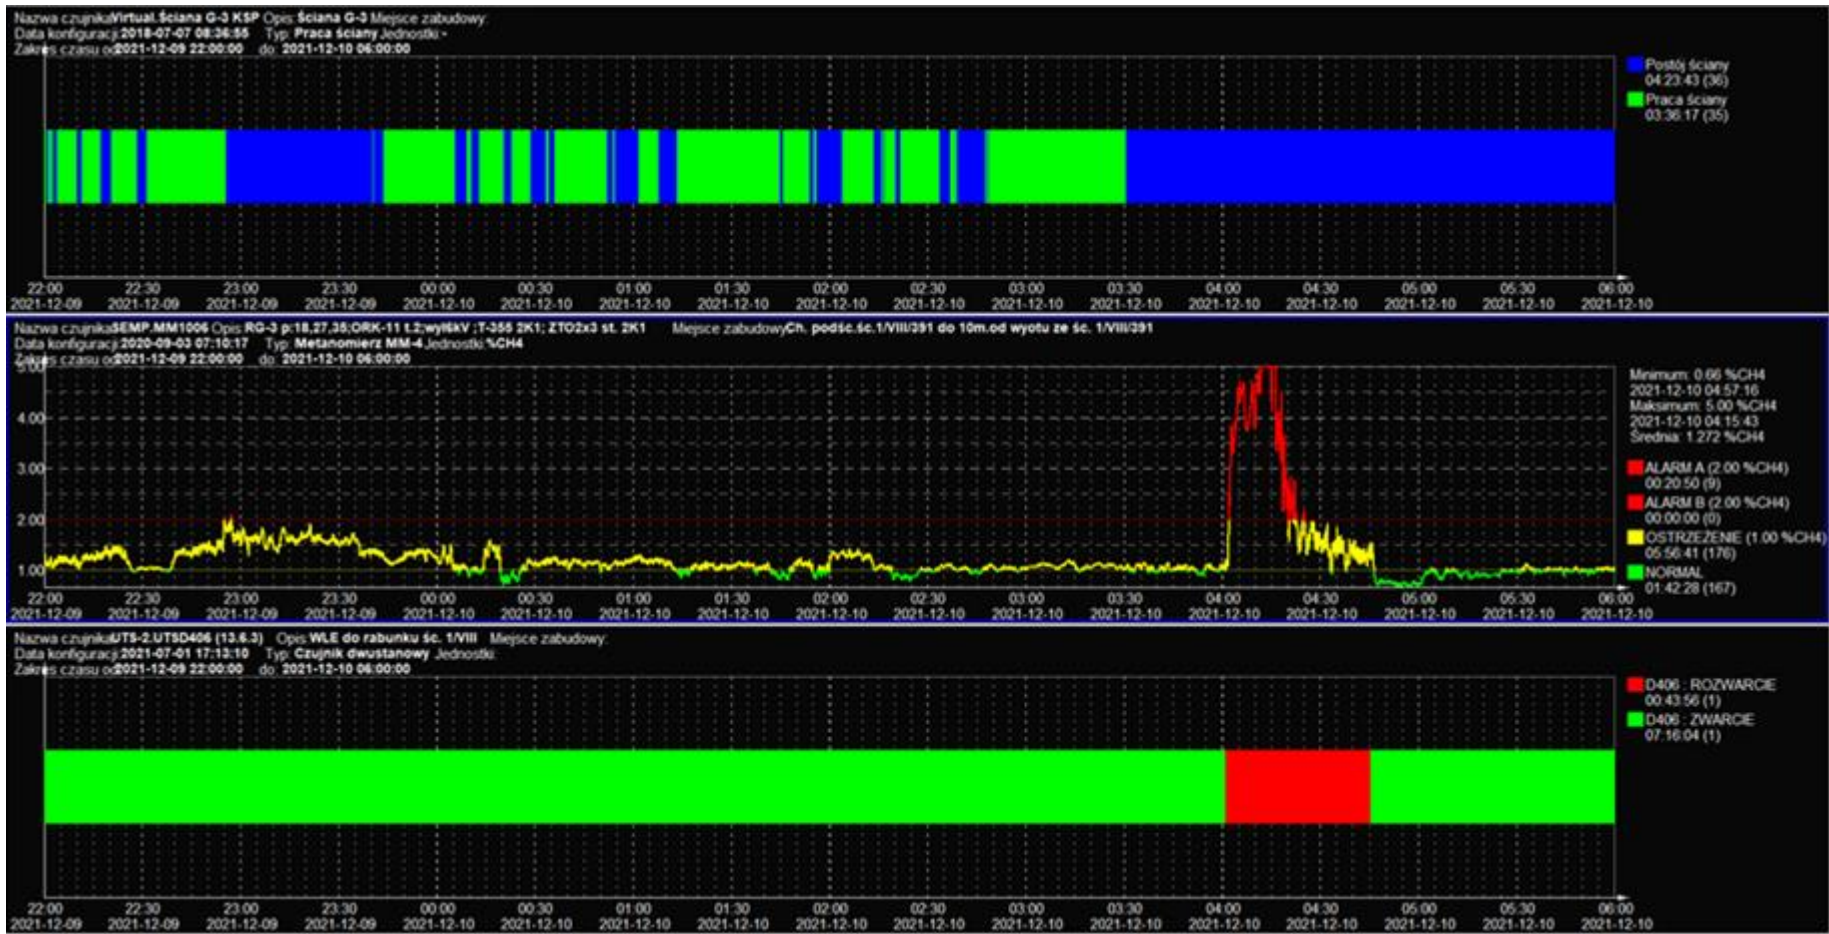 Nazwa czujnika Virtual.Ściana G-3 KSP Opis: Ściana G-3 Miejsce zabudowy:
Data konfiguracji: 2018-07-07 08:36:55 Typ: Praca ściany Jednostki: -
Zakres czasu od: 2021-12-09 22:00:00 do: 2021-12-10 06:00:00
Postój ściany
04:23:43 (36)
Praca ściany
03:36:17 (35)
22:00 22:30 23:00 23:30 00:00 00:30 01:00 01:30 02:00 02:30 03:00 03:30 04:00 04:30 05:00 05:30 06:00
2021-12-09 2021-12-09 2021-12-09 2021-12-09 2021-12-10 2021-12-10 2021-12-10 2021-12-10 2021-12-10 2021-12-10 2021-12-10 2021-12-10 2021-12-10 2021-12-10 2021-12-10 2021-12-10 2021-12-10
Nazwa czujnika SEMP.MM1006 Opis: RG-3 p:18,27,35;ORK-11 t.2;wył6kV ;T-355 2K1; ZTO2x3 st. 2K1 Miejsce zabudowy: Ch. podśc.śc.1/VIII/391 do 10m.od wyotu ze śc. 1/VIII/391
Data konfiguracji: 2020-09-03 07:10:17 Typ: Metanomierz MM-4 Jednostki: %CH4
Zakres czasu od: 2021-12-09 22:00:00 do: 2021-12-10 06:00:00
5.00
4.00
3.00
2.00
1.00
Minimum: 0.66 %CH4
2021-12-10 04:57:16
Maksimum: 5.00 %CH4
2021-12-10 04:15:43
Średnia: 1.272 %CH4
ALARM A (2.00 %CH4)
00:20:50 (9)
ALARM B (2.00 %CH4)
00:00:00 (0)
OSTRZEŻENIE (1.00 %CH4)
05:56:41 (176)
NORMAL
01:42:28 (167)
22:00 22:30 23:00 23:30 00:00 00:30 01:00 01:30 02:00 02:30 03:00 03:30 04:00 04:30 05:00 05:30 06:00
2021-12-09 2021-12-09 2021-12-09 2021-12-09 2021-12-10 2021-12-10 2021-12-10 2021-12-10 2021-12-10 2021-12-10 2021-12-10 2021-12-10 2021-12-10 2021-12-10 2021-12-10 2021-12-10 2021-12-10
Nazwa czujnika UTS-2.UTSD406 (13.6.3) Opis: WLE do rabunku śc. 1/VIII Miejsce zabudowy:
Data konfiguracji: 2021-07-01 17:13:10 Typ: Czujnik dwustanowy Jednostki:
Zakres czasu od: 2021-12-09 22:00:00 do: 2021-12-10 06:00:00
D406 : ROZWARCIE
00:43:56 (1)
D406 : ZWARCIE
07:16:04 (1)
22:00 22:30 23:00 23:30 00:00 00:30 01:00 01:30 02:00 02:30 03:00 03:30 04:00 04:30 05:00 05:30 06:00
2021-12-09 2021-12-09 2021-12-09 2021-12-09 2021-12-10 2021-12-10 2021-12-10 2021-12-10 2021-12-10 2021-12-10 2021-12-10 2021-12-10 2021-12-10 2021-12-10 2021-12-10 2021-12-10 2021-12-10